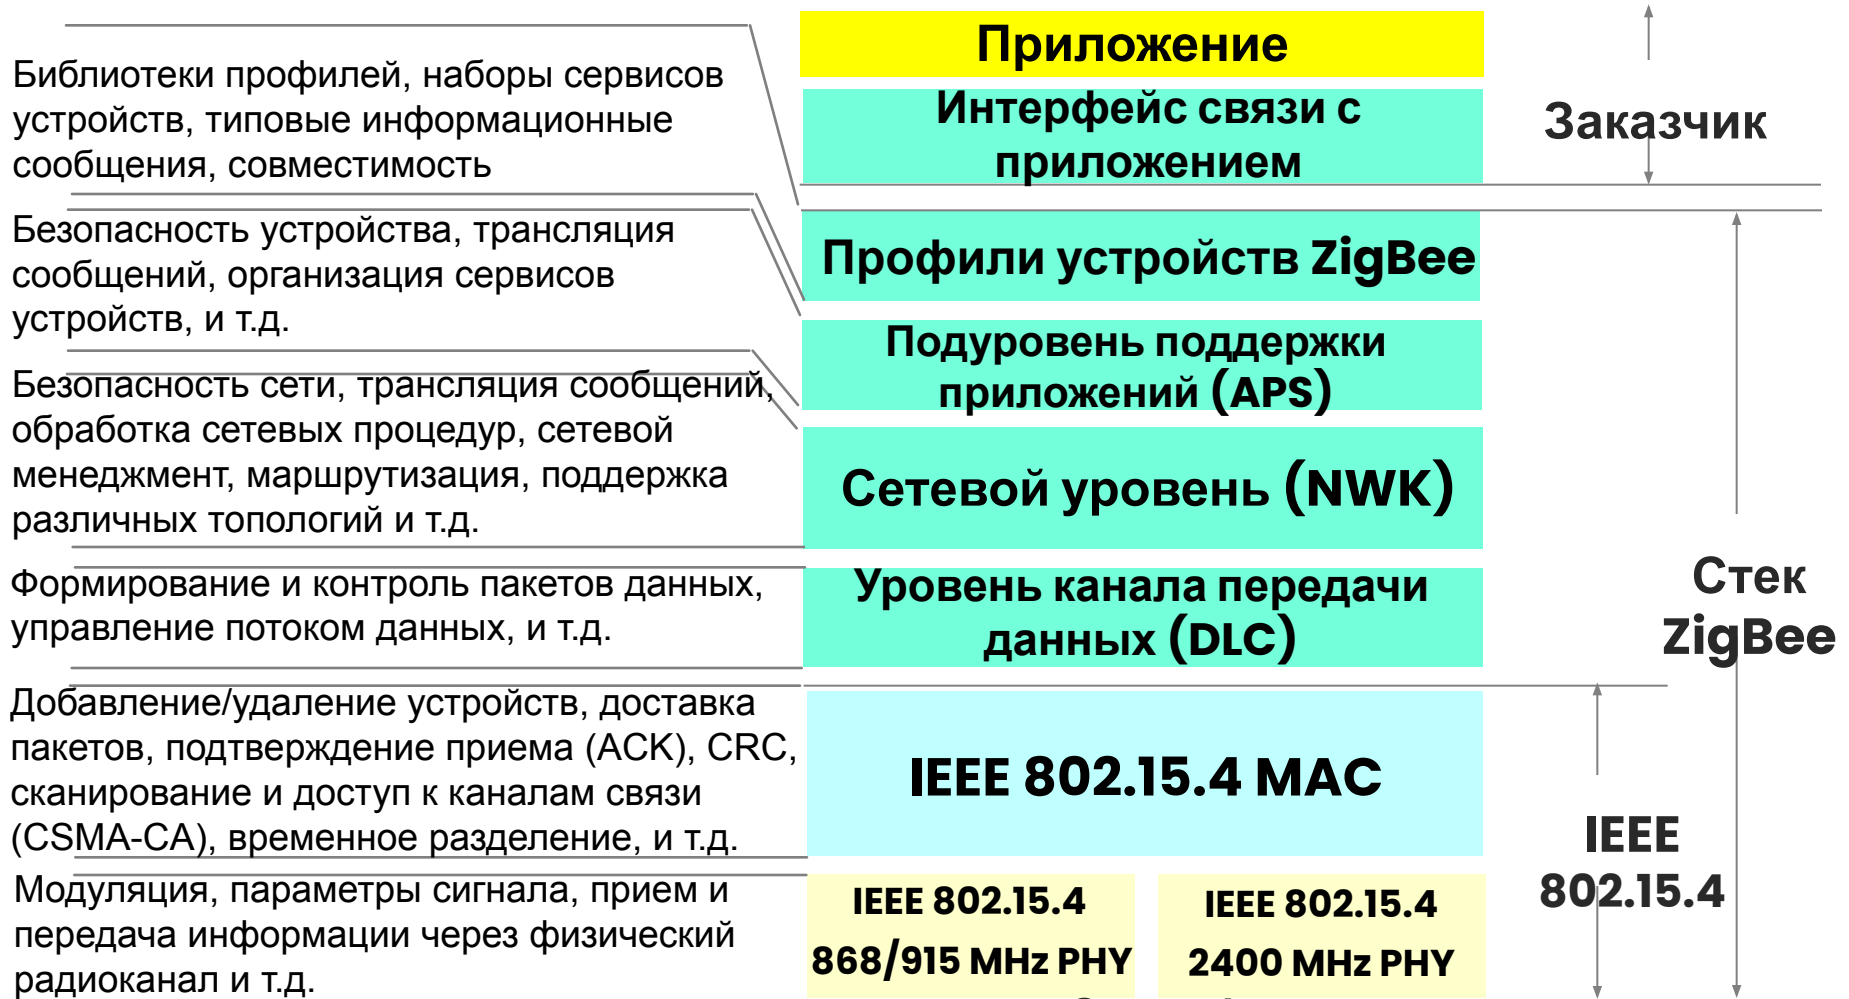 Приложение
Библиотеки профилей, наборы сервисов
устройств, типовые информационные
сообщения, совместимость
Интерфейс связи с
приложением
Заказчик
Безопасность устройства, трансляция
сообщений, организация сервисов
устройств, и т.д.
Профили устройств ZigBee
Подуровень поддержки
приложений (APS)
Безопасность сети, трансляция сообщений,
обработка сетевых процедур, сетевой
менеджмент, маршрутизация, поддержка
различных топологий и т.д.
Сетевой уровень (NWK)
Формирование и контроль пакетов данных,
управление потоком данных, и т.д.
Уровень канала передачи
данных (DLC)
Стек
ZigBee
Добавление/удаление устройств, доставка
пакетов, подтверждение приема (ACK), CRC,
сканирование и доступ к каналам связи
(CSMA-CA), временное разделение, и т.д.
IEEE 802.15.4 MAC
IEEE
802.15.4
Модуляция, параметры сигнала, прием и
передача информации через физический
радиоканал и т.д.
IEEE 802.15.4
868/915 MHz PHY
IEEE 802.15.4
2400 MHz PHY